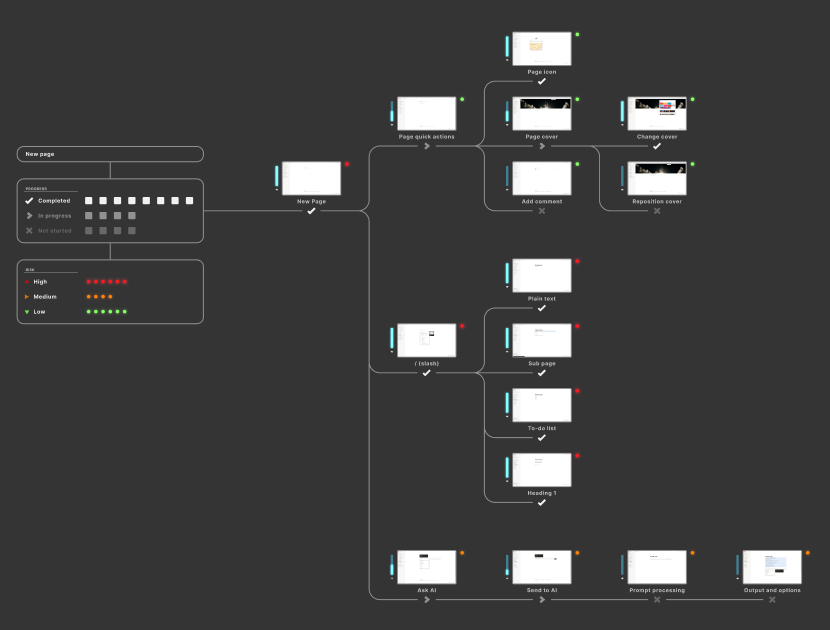 New page
PROGRESS
Completed
In progress
Not started
RISK
High
Medium
Low
New Page
Page quick actions
Page icon
Page cover
Change cover
Add comment
Reposition cover
/ (slash)
Plain text
Sub page
To-do list
Heading 1
Ask AI
Send to AI
Prompt processing
Output and options